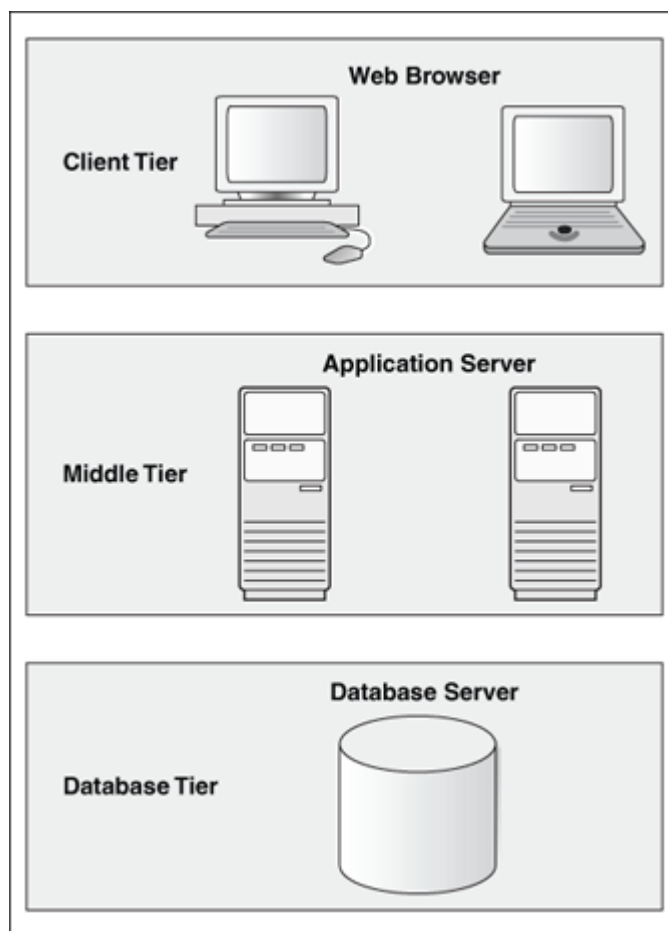 Web Browser
Client Tier
Application Server
Middle Tier
Database Server
Database Tier